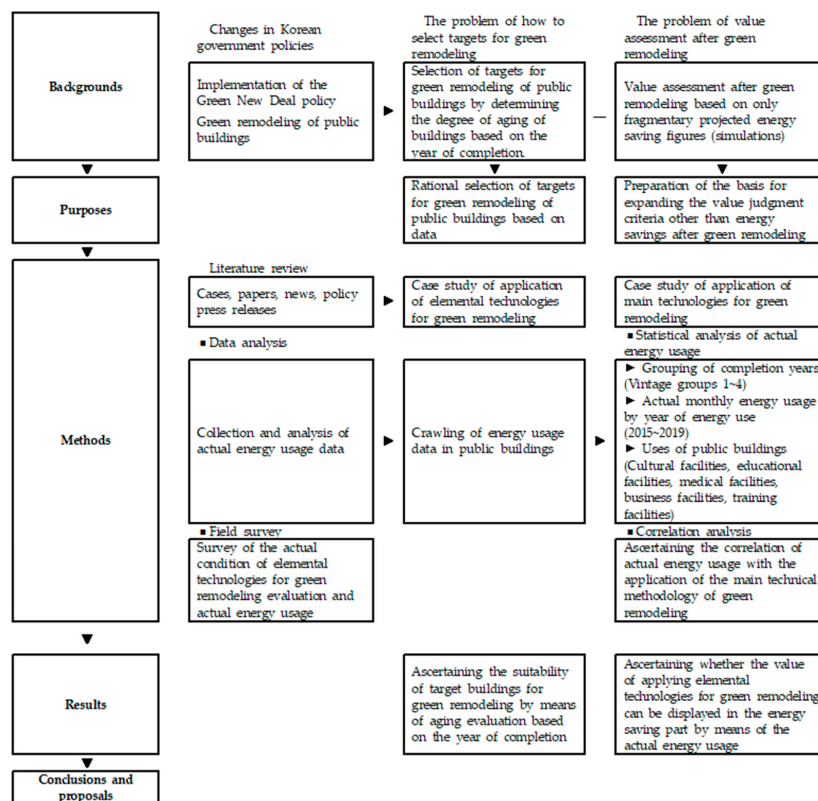 Changes in Korean
government policies
The problem of how to
select targets for green
remodeling
The problem of value
assessment after green
remodeling
Backgrounds
Implementation of the
Green New Deal policy
Green remodeling of public
buildings
►
Selection of targets for
green remodeling of public
buildings by determining
the degree of aging of
buildings based on the
year of completion
—
Value assessment after green
remodeling based on only
fragmentary projected energy
saving figures (simulations)
▼
▼
▼
Purposes
Rational selection of targets
for green remodeling of
public buildings based on
data
Preparation of the basis for
expanding the value judgment
criteria other than energy
savings after green remodeling
▼
Methods
Literature review
Cases, papers, news, policy
press releases
►
Case study of application
of elemental technologies
for green remodeling
Case study of application of
main technologies for green
remodeling
■ Data analysis
■ Statistical analysis of actual
energy usage
Collection and analysis of
actual energy usage data
►
Crawling of energy usage
data in public buildings
►
► Grouping of completion years
(Vintage groups 1~4)
► Actual monthly energy usage
by year of energy use
(2015~2019)
► Uses of public buildings
(Cultural facilities, educational
facilities, medical facilities,
business facilities, training
facilities)
■ Field survey
■ Correlation analysis
Survey of the actual
condition of elemental
technologies for green
remodeling evaluation and
actual energy usage
Ascertaining the correlation of
actual energy usage with the
application of the main technical
methodology of green
remodeling
▼
Results
Ascertaining the suitability
of target buildings for
green remodeling by means
of aging evaluation based
on the year of completion
Ascertaining whether the value
of applying elemental
technologies for green remodeling
can be displayed in the energy
saving part by means of the
actual energy usage
▼
Conclusions and
proposals